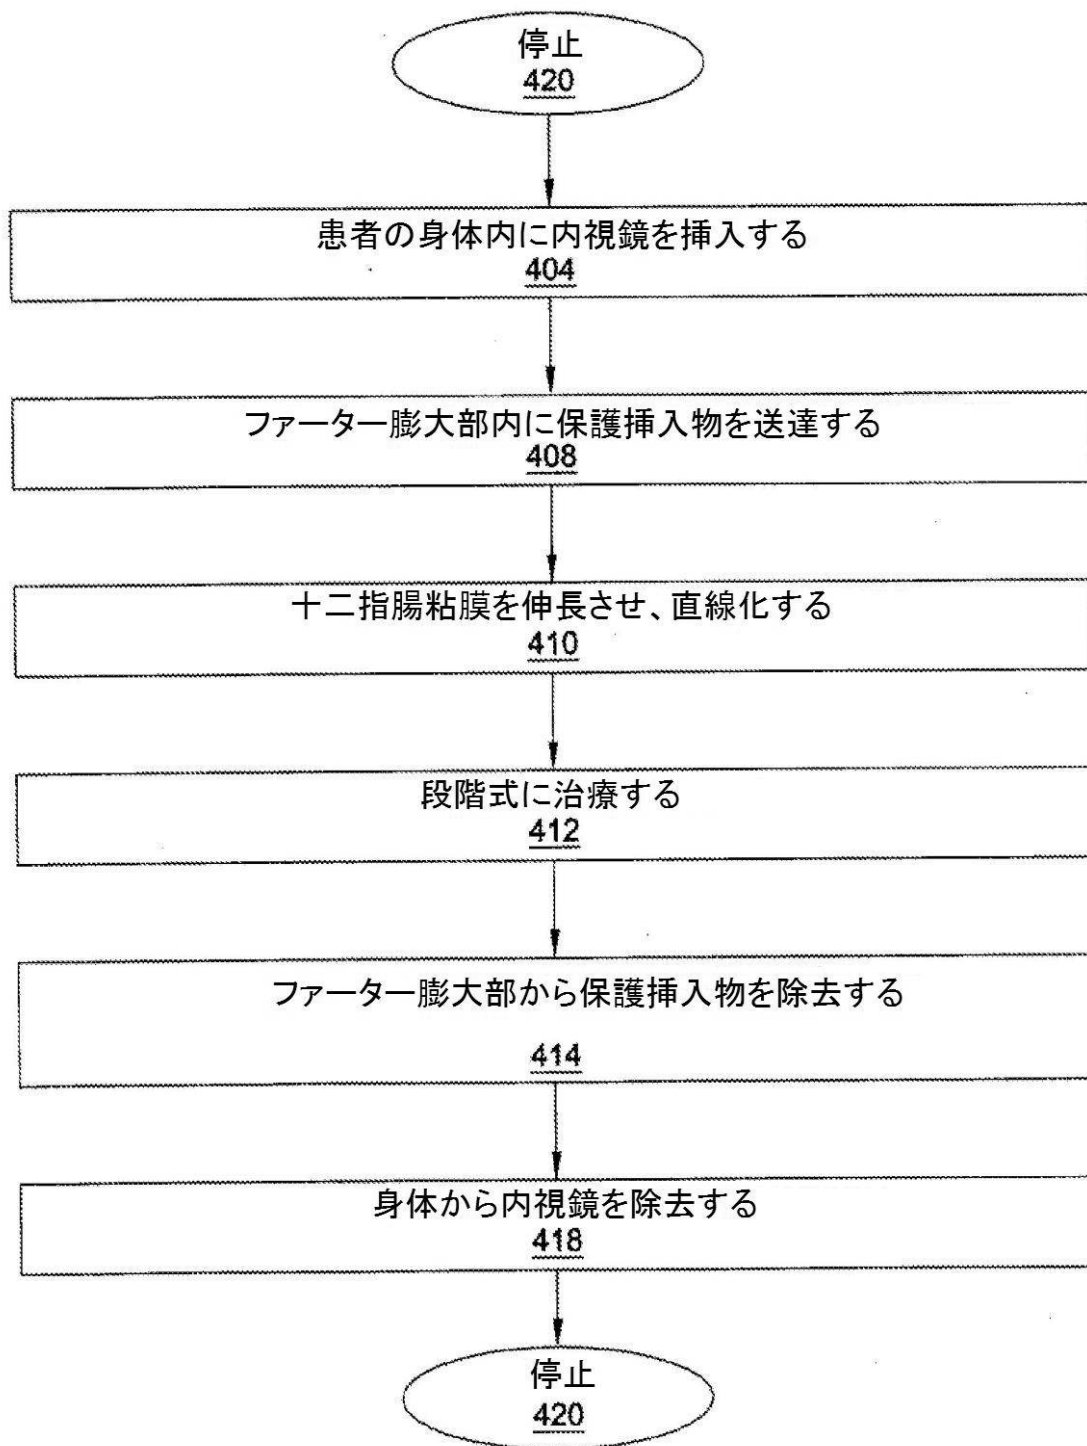 停止
420
患者の身体内に内視鏡を挿入する
404
ファーター膨大部内に保護挿入物を送達する
408
十二指腸粘膜を伸長させ、直線化する
410
段階式に治療する
412
ファーター膨大部から保護挿入物を除去する
414
身体から内視鏡を除去する
418
停止
420